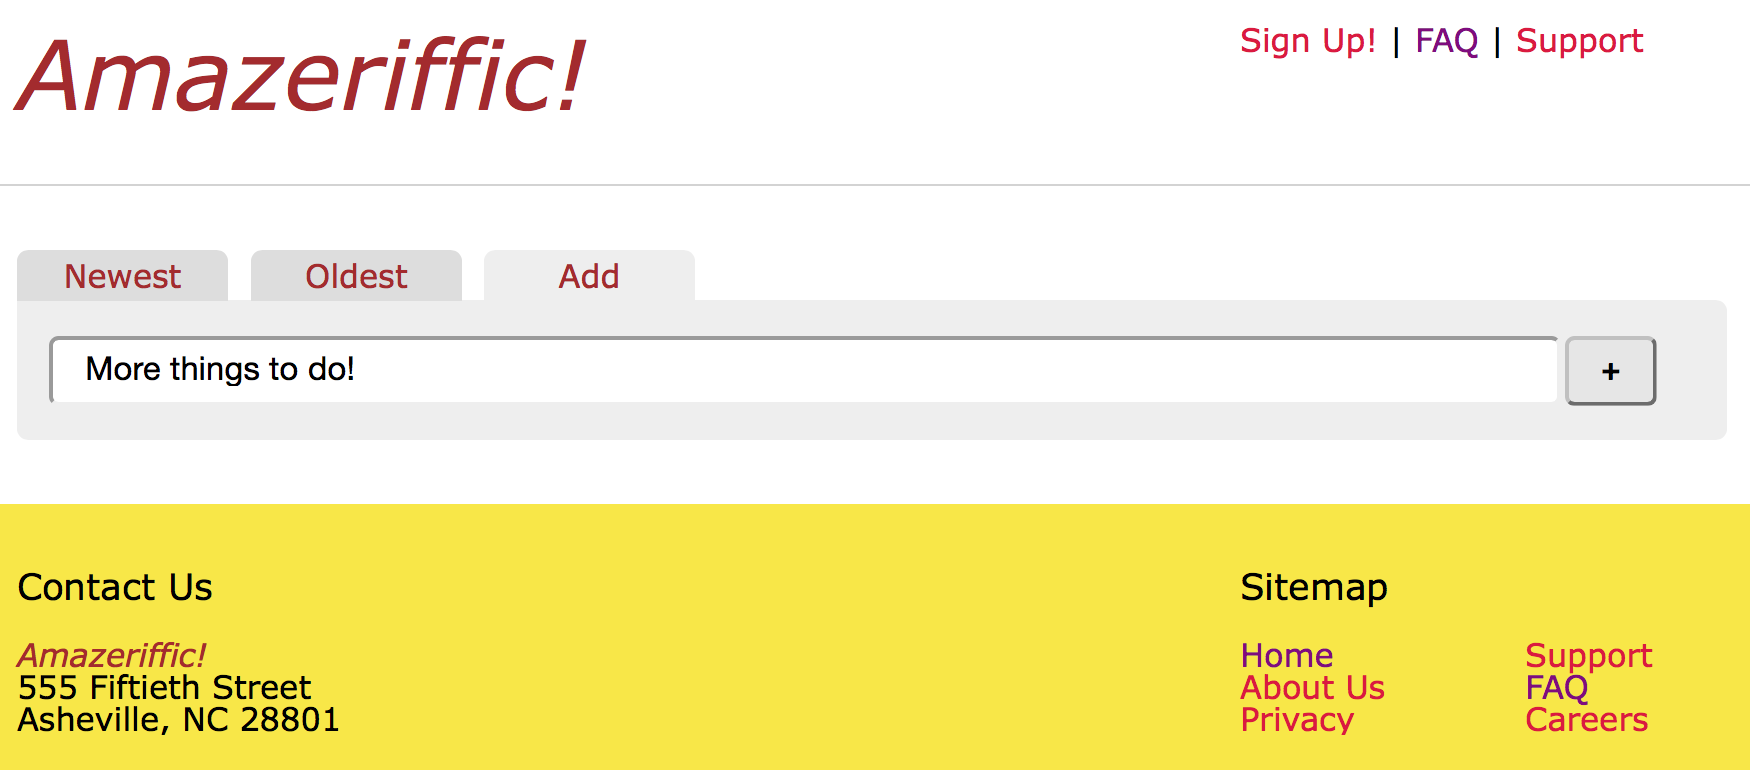 Amazeriffic!
Sign Up! | FAQ | Support
Newest
Oldest
Add
More things to do!
+
Contact Us
Amazeriffic!
555 Fiftieth Street
Asheville, NC 28801
Sitemap
Home
About Us
Privacy
Support
FAQ
Careers